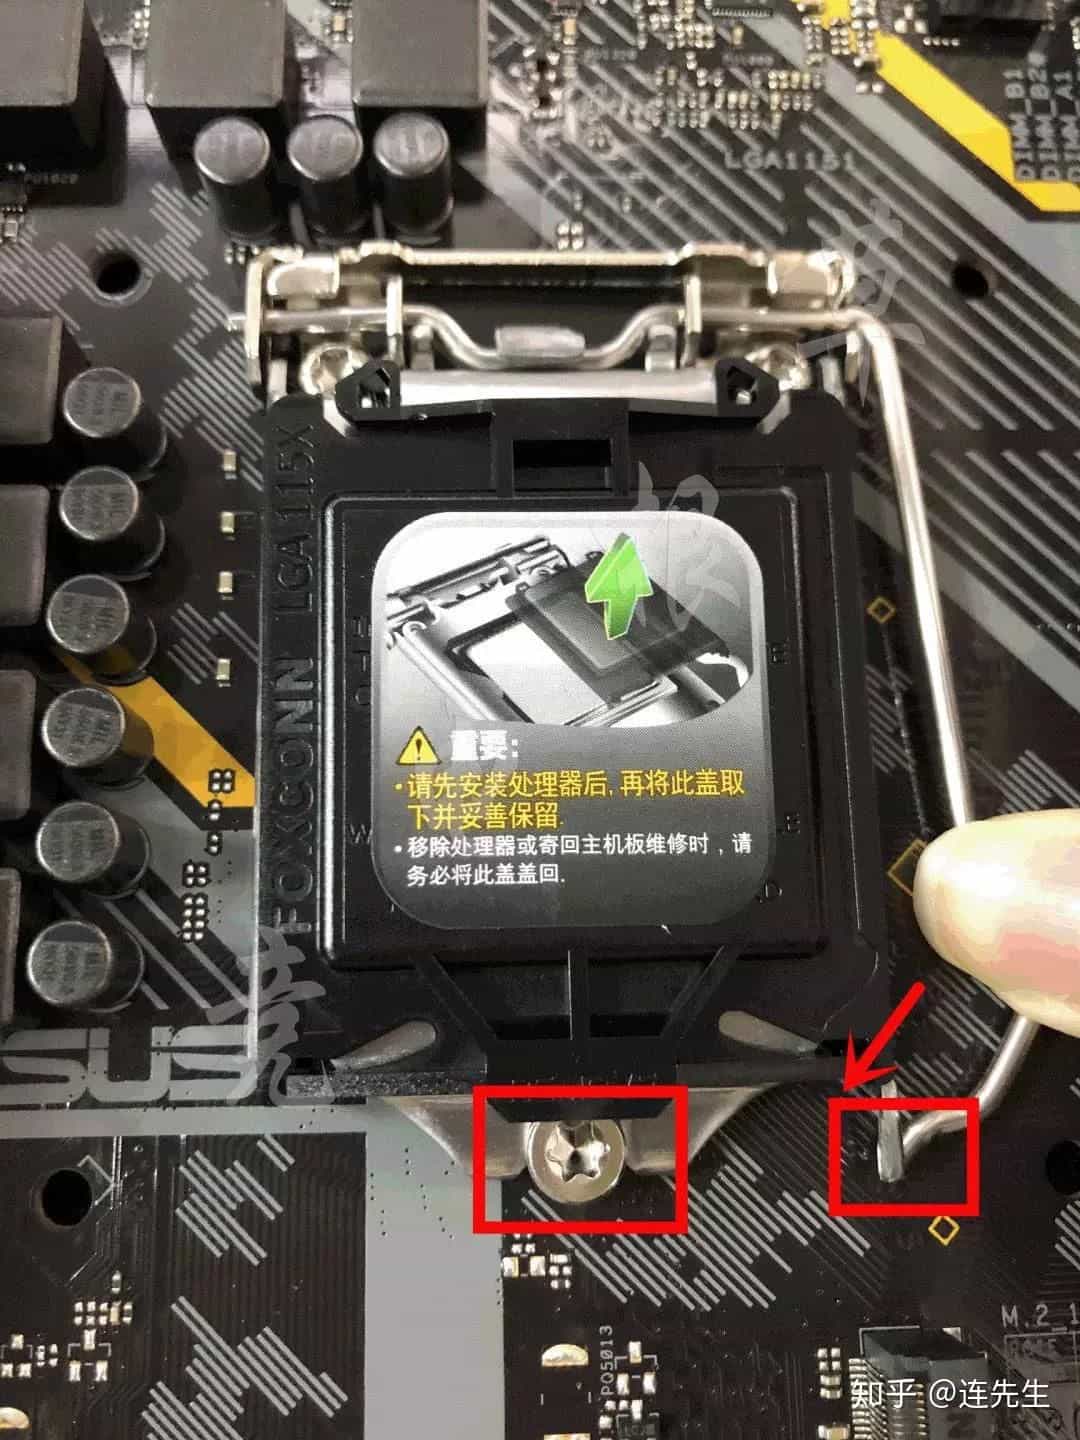 LGA1151
DIMM_B1
DIMM_B2
DIMM_A1
FOXCONN LGA115X
重要:
·请先安装处理器后,再将此盖取
下并妥善保留.
·移除处理器或寄回主机板维修时，请
务必将此盖盖回.
PQ5013
M.2_1
知乎 @连先生